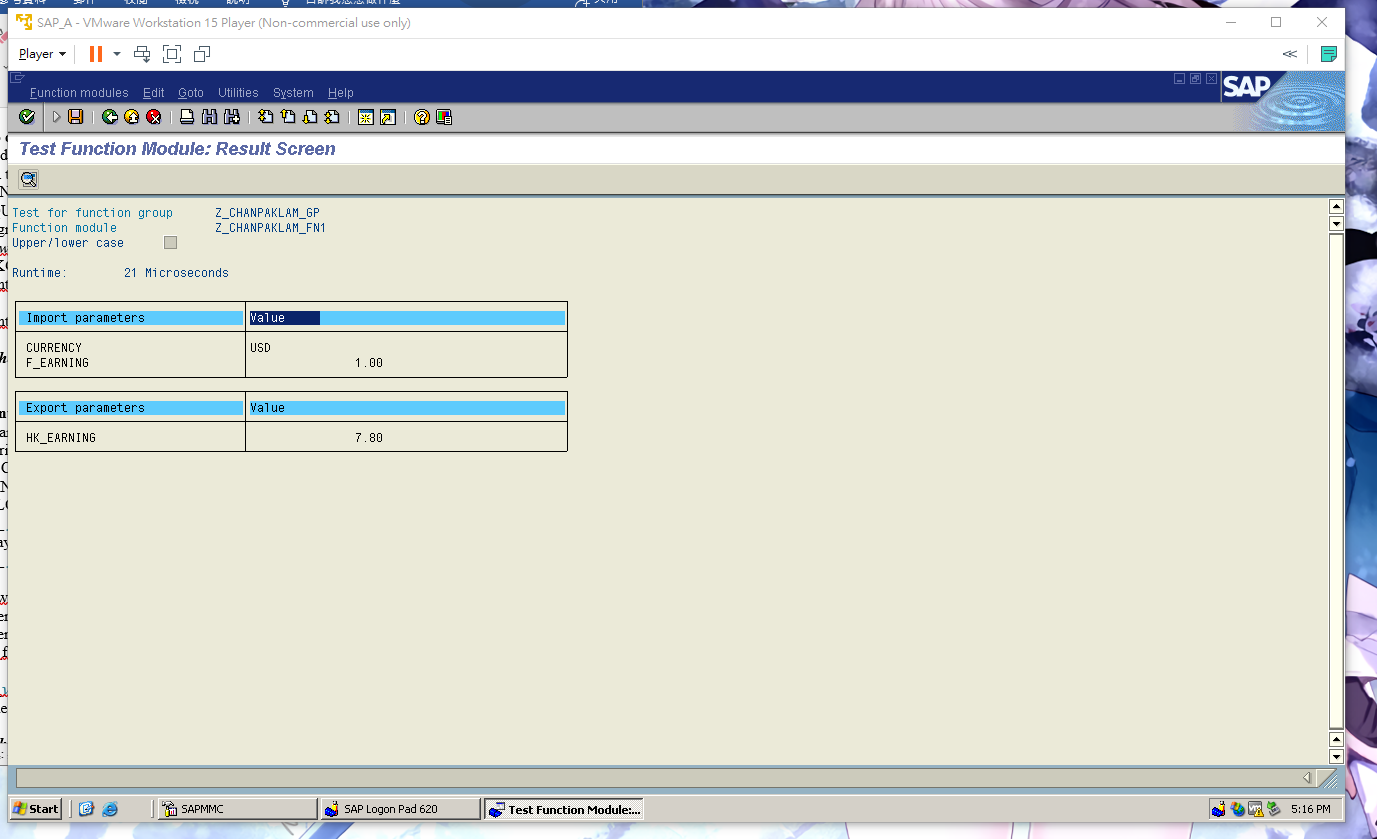 SAP_A - VMware Workstation 15 Player (Non-commercial use only)
Player
Function modules Edit Goto Utilities System Help
SAP
Test Function Module: Result Screen
Test for function group Z_CHANPAKLAM_GP
Function module Z_CHANPAKLAM_FN1
Upper/lower case
Runtime: 21 Microseconds
Import parameters Value
CURRENCY USD
F_EARNING 1.00
Export parameters Value
HK_EARNING 7.80
Start SAPMMC SAP Logon Pad 620 Test Function Module:... 5:16 PM